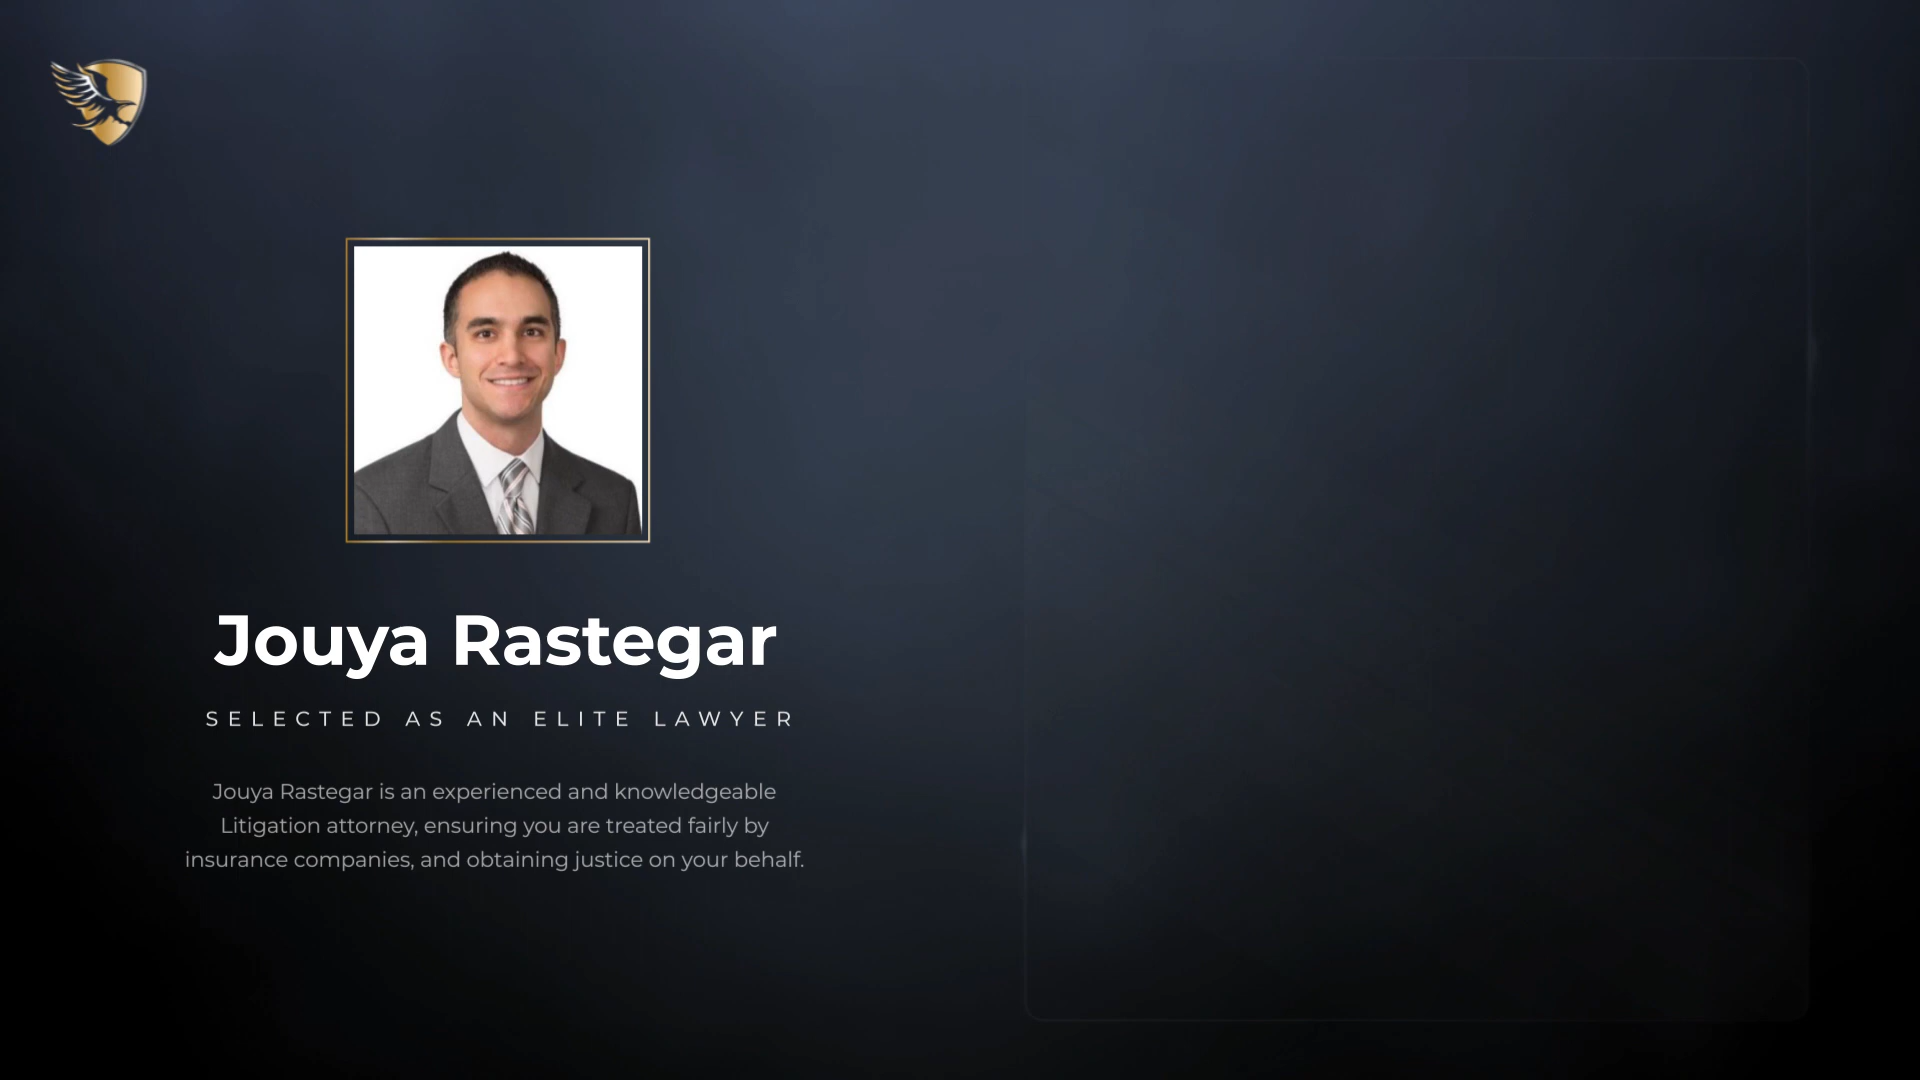 Jouya Rastegar
SELECTED AS AN ELITE LAWYER
Jouya Rastegar is an experienced and knowledgeable
Litigation attorney, ensuring you are treated fairly by
insurance companies, and obtaining justice on your behalf.